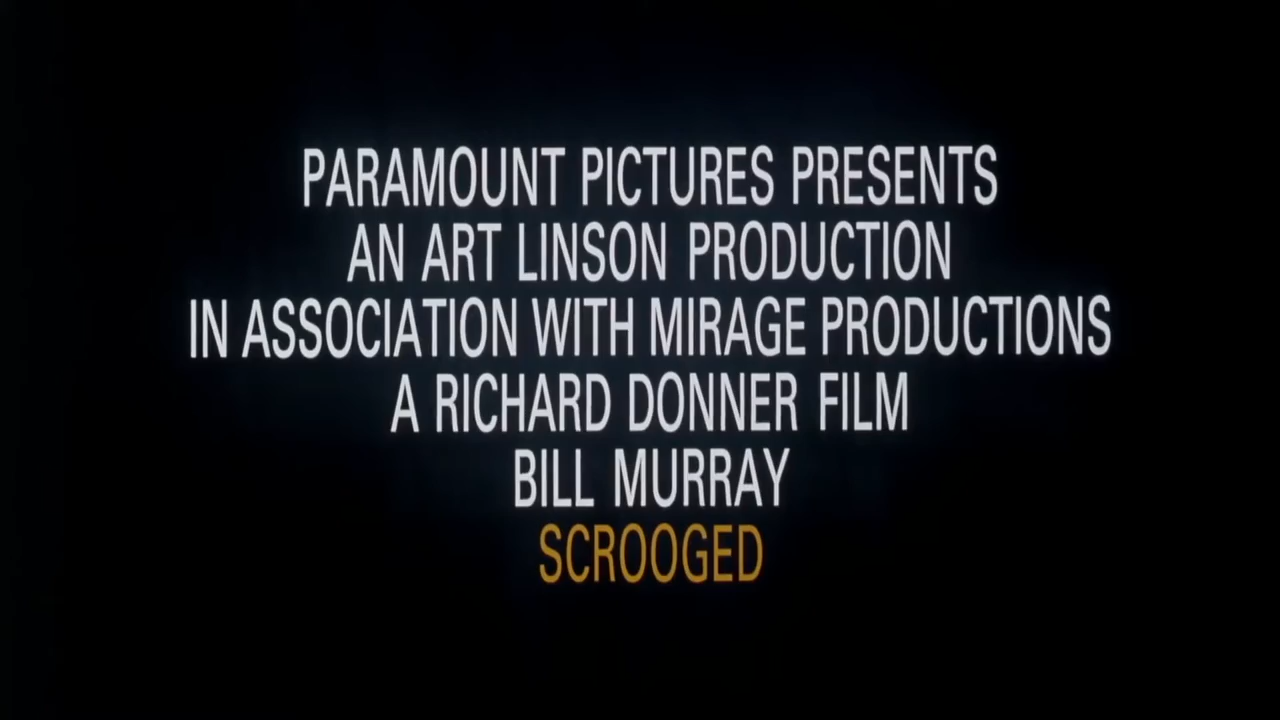 PARAMOUNT PICTURES PRESENTS
AN ART LINSON PRODUCTION
IN ASSOCIATION WITH MIRAGE PRODUCTIONS
A RICHARD DONNER FILM
BILL MURRAY
SCROOGED